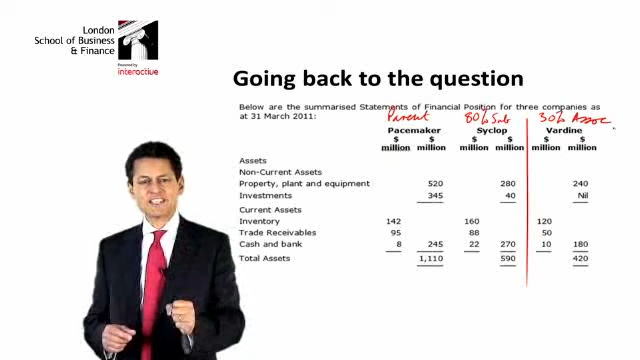 London
School of Business
& Finance
Powered by
interactive
Going back to the question
Below are the summarised Statements of Financial Position for three companies as
at 31 March 2011:
Parent 80% Sub 30% Assoc
Pacemaker Syclop Vardine
$ $ $ $ $ $
million million million million million million
Assets
Non-Current Assets
Property, plant and equipment 520 280 240
Investments 345 40 Nil
Current Assets
Inventory 142 160 120
Trade Receivables 95 88 50
Cash and bank 8 245 22 270 10 180
Total Assets 1,110 590 420